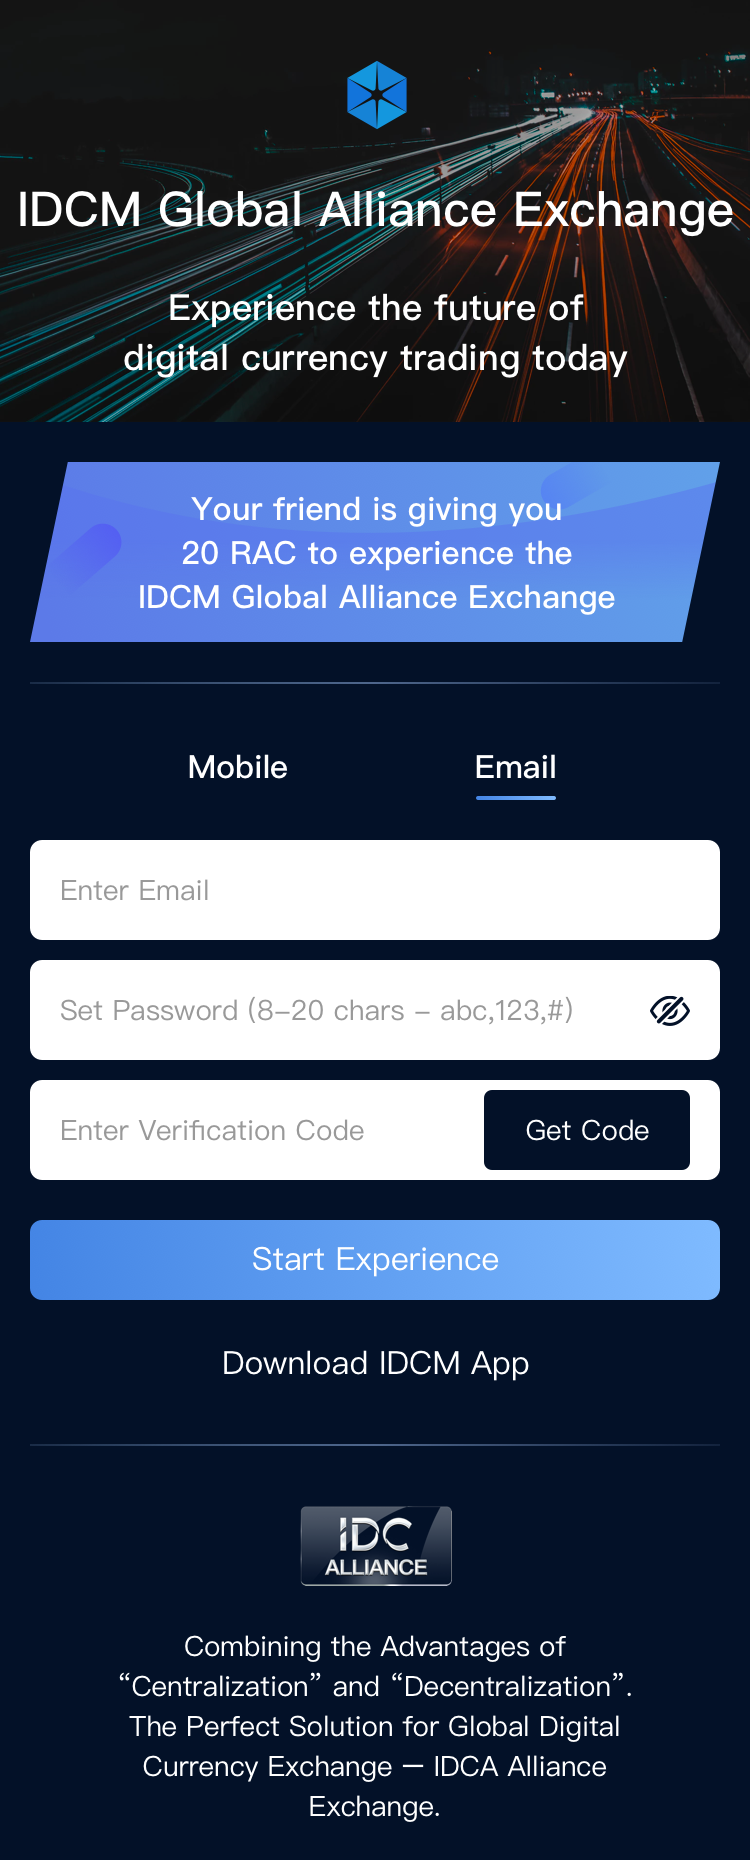 IDCM Global Alliance Exchange
Experience the future of
digital currency trading today
Your friend is giving you
20 RAC to experience the
IDCM Global Alliance Exchange
Mobile
Email
Enter Email
Set Password (8–20 chars – abc,123,#)
Enter Verification Code
Get Code
Start Experience
Download IDCM App
IDC
ALLIANCE
Combining the Advantages of
“Centralization” and “Decentralization”.
The Perfect Solution for Global Digital
Currency Exchange — IDCA Alliance
Exchange.